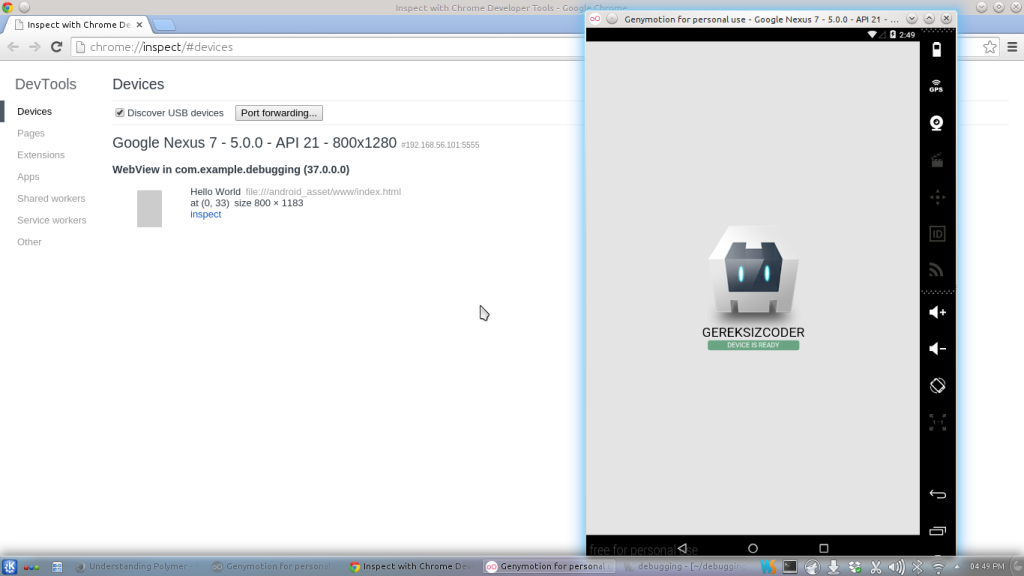 Inspect with Chrome Developer Tools - Google Chrome
Inspect with Chrome De
chrome://inspect/#devices
DevTools
Devices
Pages
Extensions
Apps
Shared workers
Service workers
Other
Devices
Discover USB devices
Port forwarding...
Google Nexus 7 - 5.0.0 - API 21 - 800x1280 #192.168.56.101:5555
WebView in com.example.debugging (37.0.0.0)
Hello World file:///android_asset/www/index.html
at (0, 33) size 800 × 1183
inspect
Genymotion for personal use - Google Nexus 7 - 5.0.0 - API 21 - ...
2:49
GPS
ID
GEREKSIZCODER
DEVICE IS READY
free for personal use
Understanding Polymer
Genymotion for personal
Inspect with Chrome De
Genymotion for personal
debugging - [~/debugging
04:49 PM